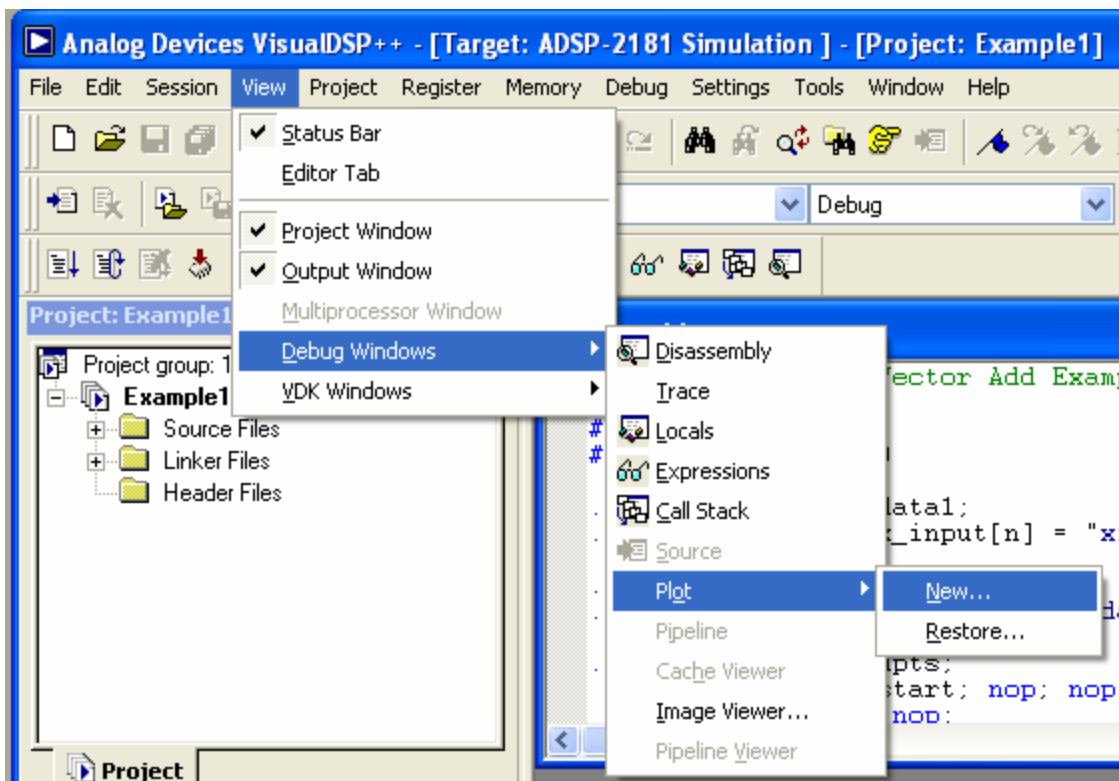 Analog Devices VisualDSP++ - [Target: ADSP-2181 Simulation ] - [Project: Example1]
File Edit Session View Project Register Memory Debug Settings Tools Window Help
Status Bar
Editor Tab
Debug
Project Window
Output Window
Multiprocessor Window
Debug Windows
VDK Windows
Project: Example1
Project group: 1
Example1
Source Files
Linker Files
Header Files
Disassembly
Trace
Locals
Expressions
Call Stack
Source
Plot
Pipeline
Cache Viewer
Image Viewer...
Pipeline Viewer
New...
Restore...
Vector Add Examp
#
#
data1;
x_input[n] = "x
start; nop; nop
nop;
Project